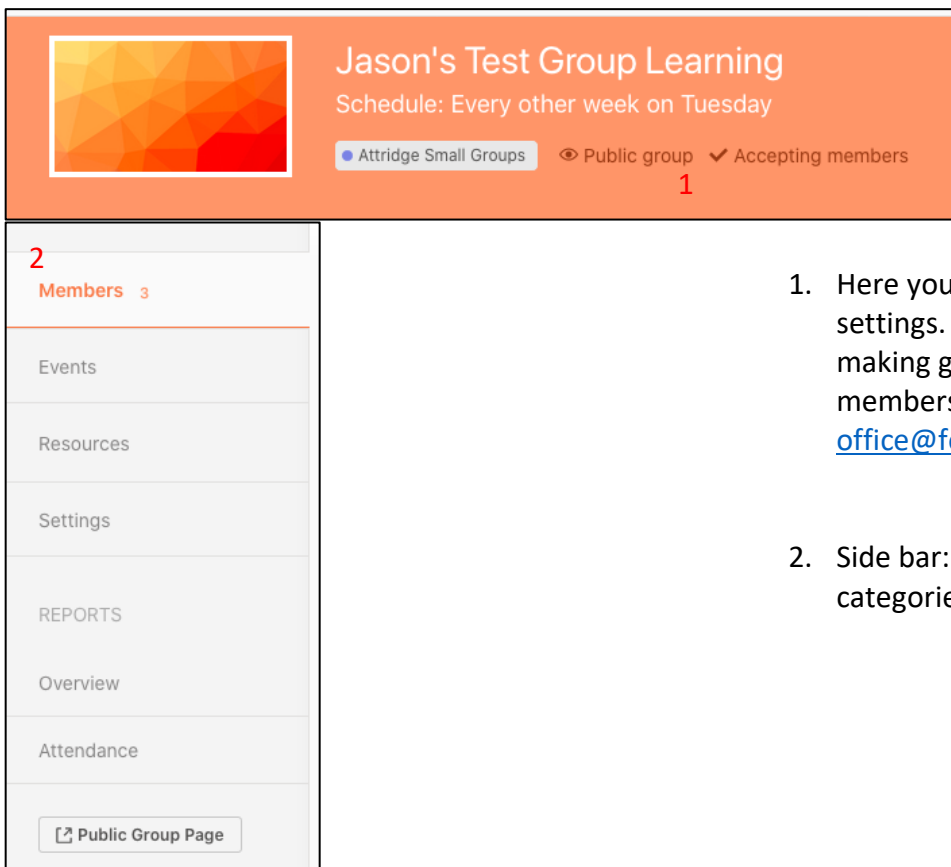 Jason's Test Group Learning
Schedule: Every other week on Tuesday
Attridge Small Groups Public group Accepting members
1
2
Members 3
Events
Resources
Settings
REPORTS
Overview
Attendance
Public Group Page
1. Here you
settings.
making
members
office@f
2. Side bar: